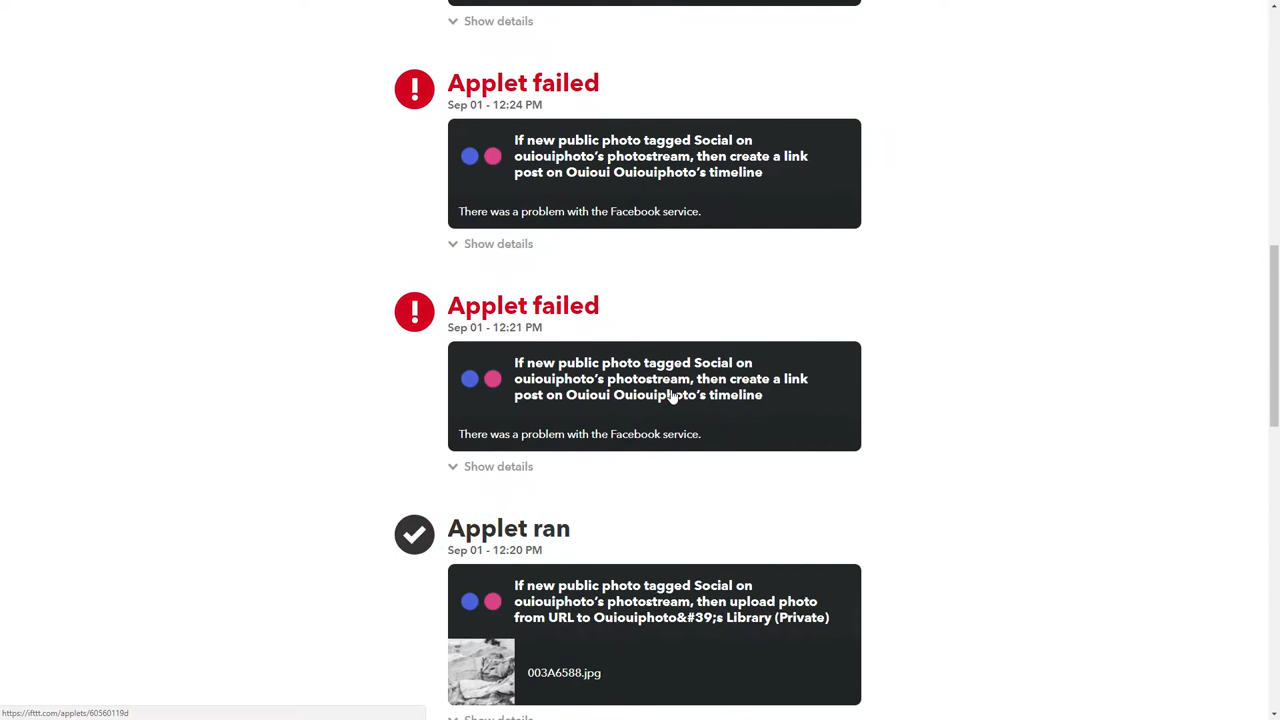 Show details
Applet failed
Sep 01 - 12:24 PM
If new public photo tagged Social on
ouiouiphoto’s photostream, then create a link
post on Ouioui Ouiouiphoto’s timeline
There was a problem with the Facebook service.
Show details
Applet failed
Sep 01 - 12:21 PM
If new public photo tagged Social on
ouiouiphoto’s photostream, then create a link
post on Ouioui Ouiouiphoto’s timeline
There was a problem with the Facebook service.
Show details
Applet ran
Sep 01 - 12:20 PM
If new public photo tagged Social on
ouiouiphoto’s photostream, then upload photo
from URL to Ouiouiphoto&#39;s Library (Private)
003A6588.jpg
Show details
https://ifttt.com/applets/60560119d